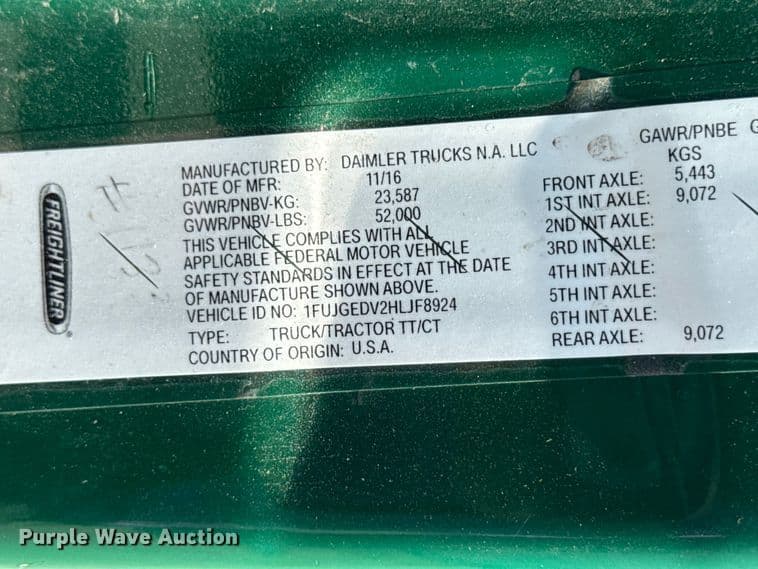 FREIGHTLINER
MANUFACTURED BY: DAIMLER TRUCKS N.A. LLC
DATE OF MFR: 11/16
GVWR/PNBV-KG: 23,587
GVWR/PNBV-LBS: 52,000
THIS VEHICLE COMPLIES WITH ALL
APPLICABLE FEDERAL MOTOR VEHICLE
SAFETY STANDARDS IN EFFECT AT THE DATE
OF MANUFACTURE SHOWN ABOVE.
VEHICLE ID NO: 1FUJGEDV2HLJF8924
TYPE: TRUCK/TRACTOR TT/CT
COUNTRY OF ORIGIN: U.S.A.
GAWR/PNBE G
KGS
FRONT AXLE: 5,443
1ST INT AXLE: 9,072
2ND INT AXLE:
3RD INT AXLE:
4TH INT AXLE:
5TH INT AXLE:
6TH INT AXLE:
REAR AXLE: 9,072
Purple Wave Auction